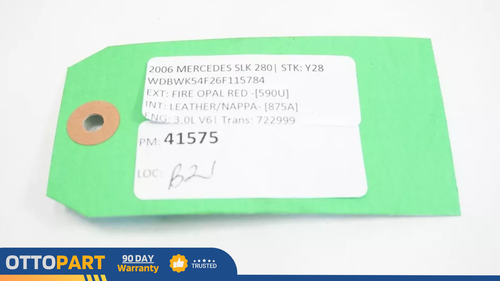 2006 MERCEDES SLK 280| STK: Y28
WDBWK54F26F115784
EXT: FIRE OPAL RED -[590U]
INT: LEATHER/NAPPA- [875A]
ENG: 3.0L V6| Trans: 722999
PM: 41575
LOC: B21
OTTOPART
90 DAY
Warranty
TRUSTED